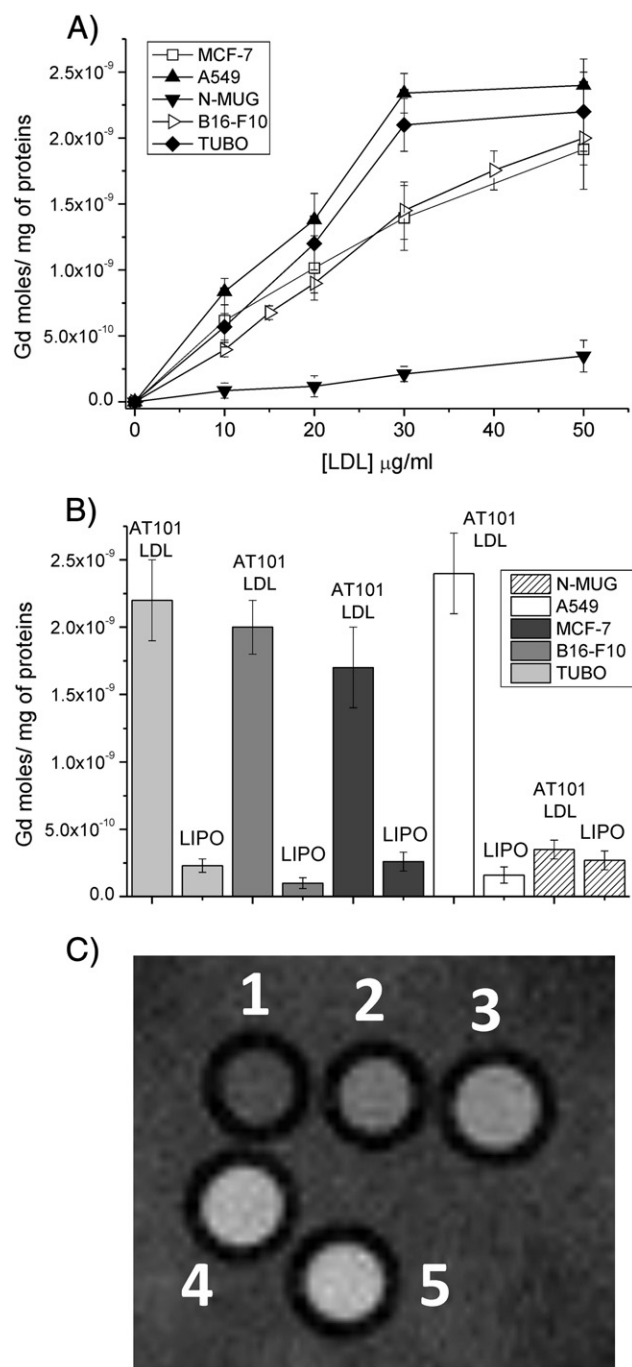 A)
MCF-7
A549
N-MUG
B16-F10
TUBO
Gd moles/ mg of proteins
2.5x10-9
2.0x10-9
1.5x10-9
1.0x10-9
5.0x10-10
0.0
0 10 20 30 40 50
[LDL] μg/ml
B)
AT101
LDL
AT101
LDL
AT101
LDL
AT101
LDL
N-MUG
A549
MCF-7
B16-F10
TUBO
Gd moles/ mg of proteins
2.5x10-9
2.0x10-9
1.5x10-9
1.0x10-9
5.0x10-10
0.0
LIPO
LIPO
LIPO
LIPO
AT101
LDL
LIPO
C)
1 2 3
4 5